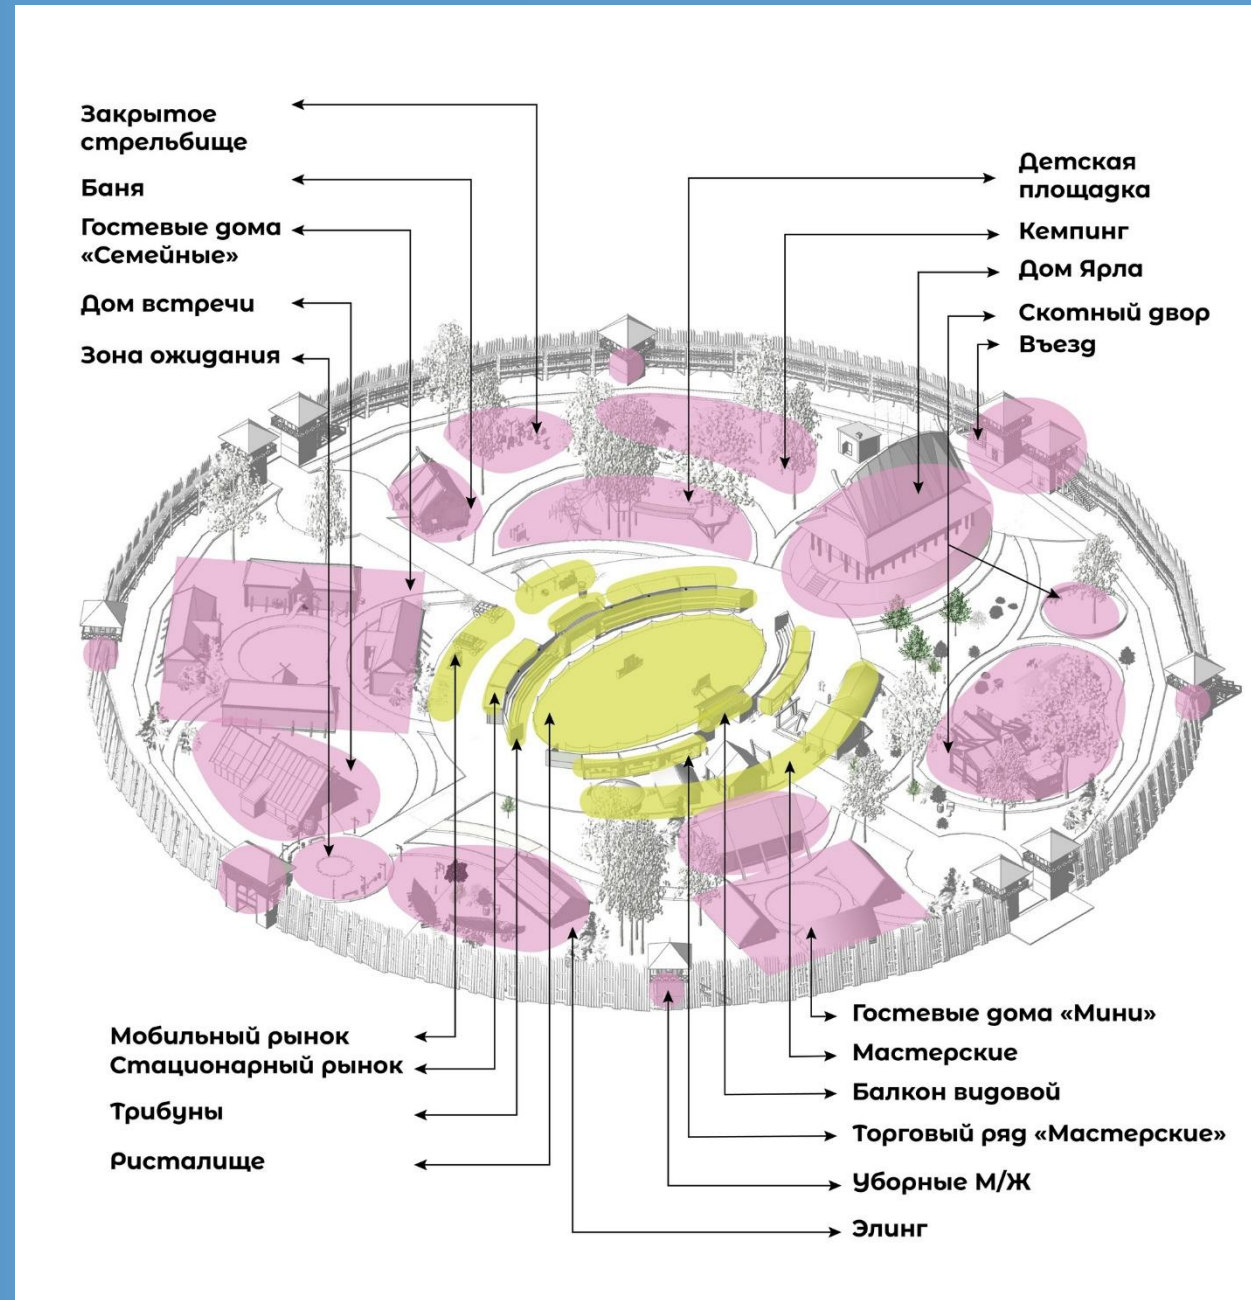 Закрытое
стрельбище
Баня
Гостевые дома
«Семейные»
Дом встречи
Зона ожидания
Детская
площадка
Кемпинг
Дом Ярла
Скотный двор
Въезд
Мобильный рынок
Стационарный рынок
Трибуны
Ристалище
Гостевые дома «Мини»
Мастерские
Балкон видовой
Торговый ряд «Мастерские»
Уборные М/Ж
Элинг